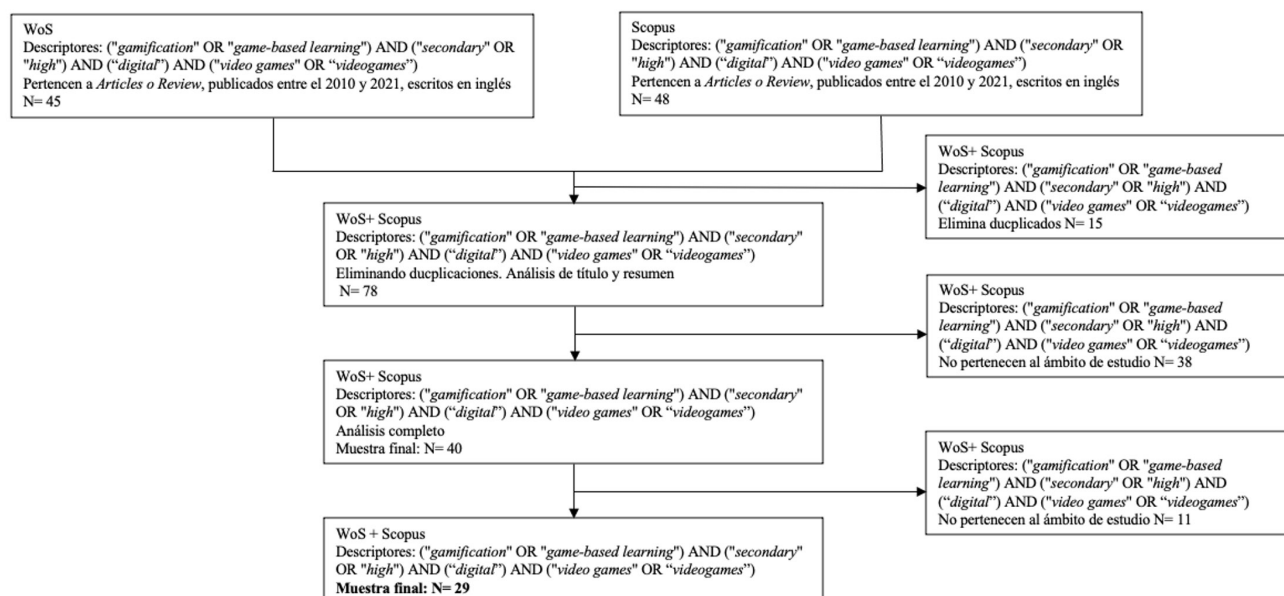 WoS
Descriptores: ("gamification" OR "game-based learning") AND ("secondary" OR
"high") AND (“digital”) AND ("video games" OR “videogames”)
Pertencen a Articles o Review, publicados entre el 2010 y 2021, escritos en inglés
N= 45
Scopus
Descriptores: ("gamification" OR "game-based learning") AND ("secondary" OR
"high") AND (“digital”) AND ("video games" OR “videogames”)
Pertencen a Articles o Review, publicados entre el 2010 y 2021, escritos en inglés
N= 48
WoS+ Scopus
Descriptores: ("gamification" OR "game-based
learning") AND ("secondary" OR "high") AND
(“digital”) AND ("video games" OR “videogames”)
Elimina ducplicados N= 15
WoS+ Scopus
Descriptores: ("gamification" OR "game-based learning") AND ("secondary"
OR "high") AND (“digital”) AND ("video games" OR “videogames”)
Eliminando ducplicaciones. Análisis de título y resumen
N= 78
WoS+ Scopus
Descriptores: ("gamification" OR "game-based
learning") AND ("secondary" OR "high") AND
(“digital”) AND ("video games" OR “videogames”)
No pertenecen al ámbito de estudio N= 38
WoS+ Scopus
Descriptores: ("gamification" OR "game-based learning") AND ("secondary"
OR "high") AND (“digital”) AND ("video games" OR “videogames”)
Análisis completo
Muestra final: N= 40
WoS+ Scopus
Descriptores: ("gamification" OR "game-based
learning") AND ("secondary" OR "high") AND
(“digital”) AND ("video games" OR “videogames”)
No pertenecen al ámbito de estudio N= 11
WoS + Scopus
Descriptores: ("gamification" OR "game-based learning") AND ("secondary"
OR "high") AND (“digital”) AND ("video games" OR “videogames”)
Muestra final: N= 29